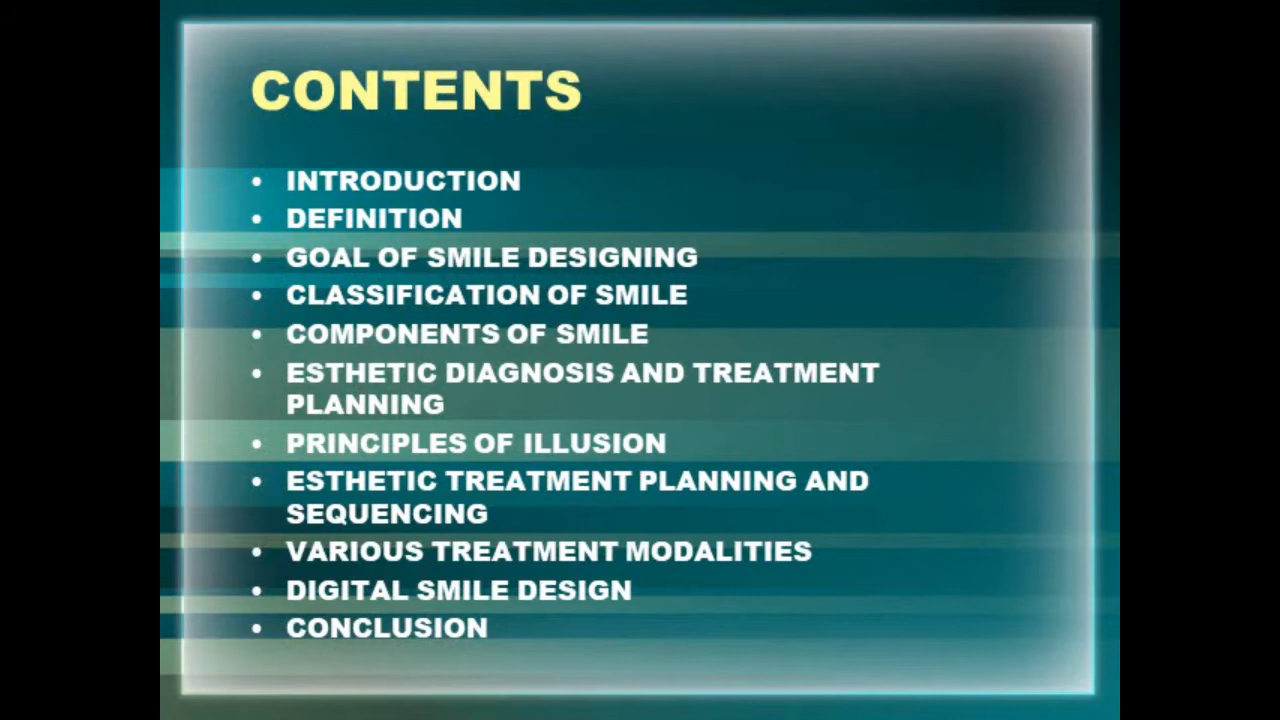 CONTENTS
• INTRODUCTION
• DEFINITION
• GOAL OF SMILE DESIGNING
• CLASSIFICATION OF SMILE
• COMPONENTS OF SMILE
• ESTHETIC DIAGNOSIS AND TREATMENT
PLANNING
• PRINCIPLES OF ILLUSION
• ESTHETIC TREATMENT PLANNING AND
SEQUENCING
• VARIOUS TREATMENT MODALITIES
• DIGITAL SMILE DESIGN
• CONCLUSION